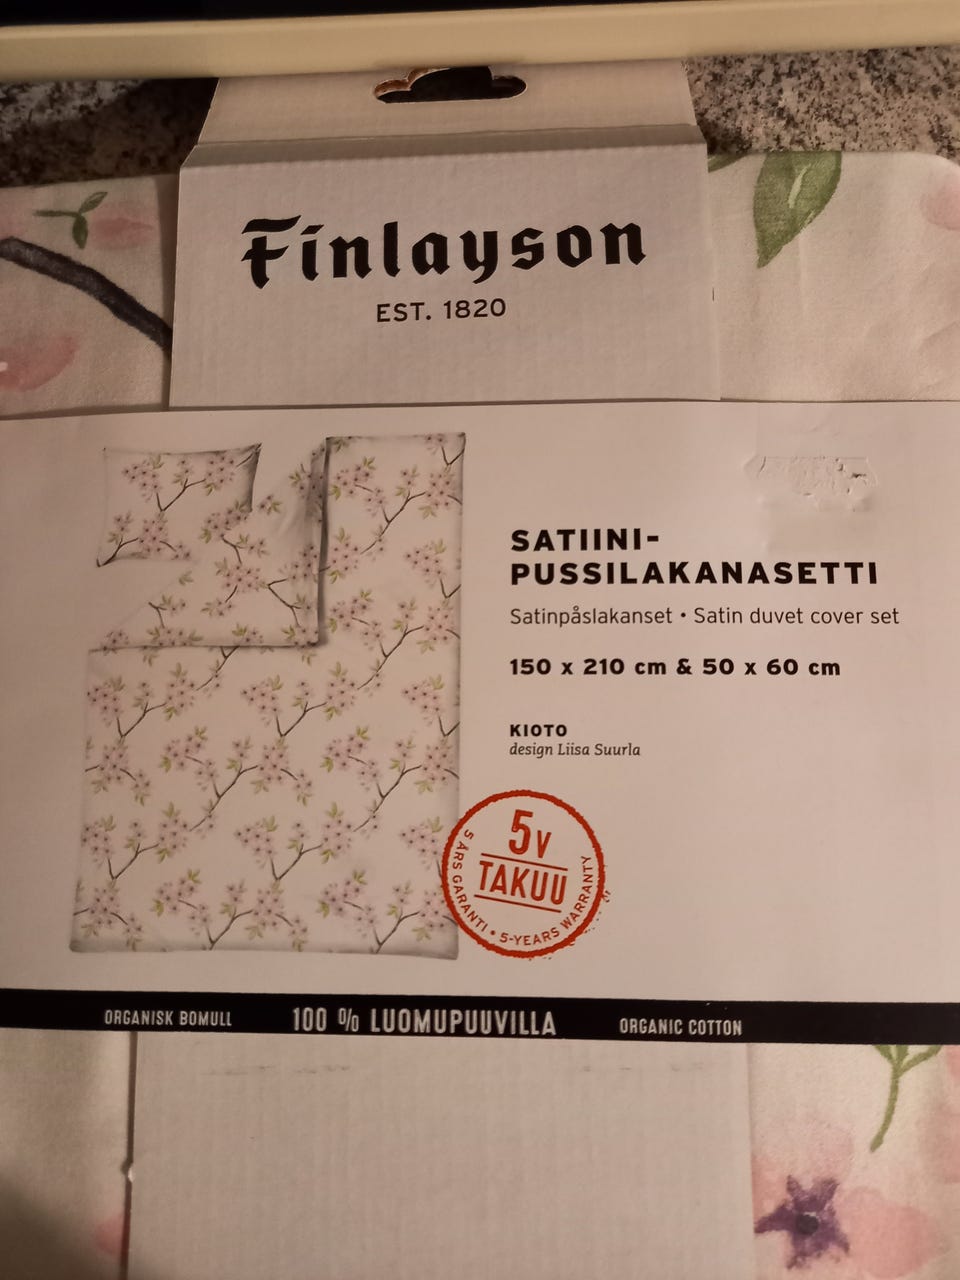 Finlayson
EST. 1820
SATIINI-
PUSSILAKANASETTI
Satinpåslakanset • Satin duvet cover set
150 x 210 cm & 50 x 60 cm
KIOTO
design Liisa Suurla
5V
TAKUU
5 ÅRS GARANTI • 5-YEARS WARRANTY
ORGANISK BOMULL 100 % LUOMUPUUVILLA ORGANIC COTTON